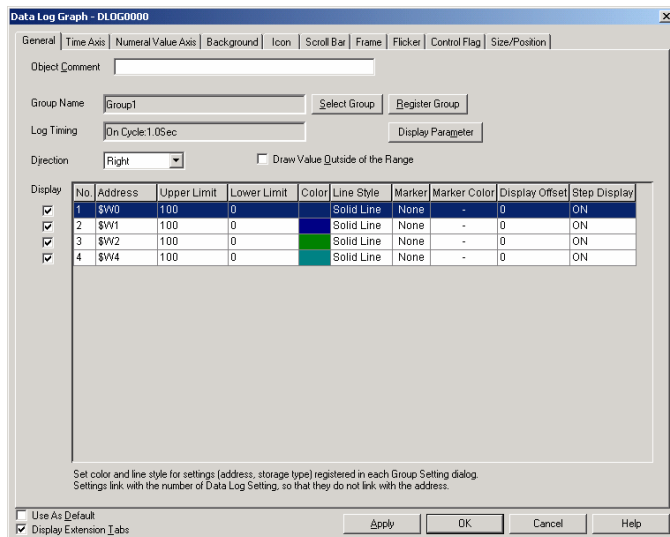 Data Log Graph - DLOG0000
General Time Axis Numeral Value Axis Background Icon Scroll Bar Frame Flicker Control Flag Size/Position
Object Comment
Group Name Group1 Select Group Register Group
Log Timing On Cycle:1.0Sec Display Parameter
Direction Right Draw Value Outside of the Range
Display No. Address Upper Limit Lower Limit Color Line Style Marker Marker Color Display Offset Step Display
1 $W0 100 0 Solid Line None - 0 ON
2 $W1 100 0 Solid Line None - 0 ON
3 $W2 100 0 Solid Line None - 0 ON
4 $W4 100 0 Solid Line None - 0 ON
Set color and line style for settings (address, storage type) registered in each Group Setting dialog.
Settings link with the number of Data Log Setting, so that they do not link with the address.
Use As Default
Display Extension Tabs Apply OK Cancel Help